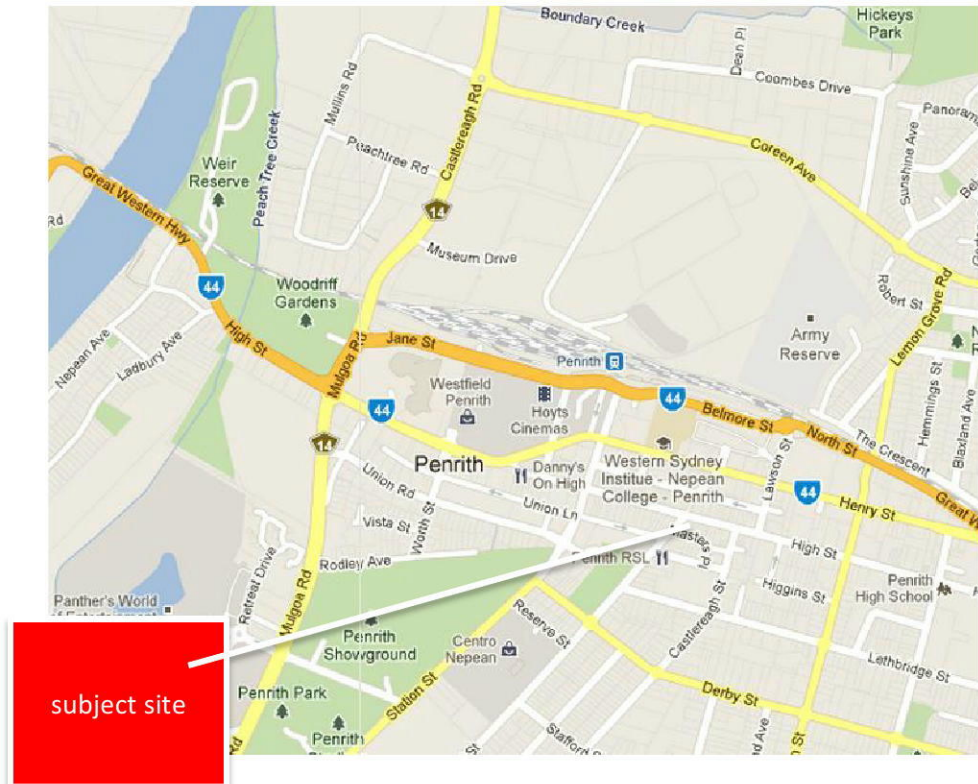 Boundary Creek
Hickeys
Park
Dean Pl
Coombes Drive
Mullins Rd
Castlereagh Rd
Panorama
Sunshine Ave
Peachtree Rd
Coreen Ave
Weir
Reserve
Peach Tree Creek
Great Western Hwy
Rd
14
Museum Drive
44
Woodriff
Gardens
Robert St
Lemon Grove Rd
Army
Reserve
High St
Mulgoa Rd
Jane St
Penrith
Nepean Ave
Ladbury Ave
Westfield
Penrith
Hoyts
Cinemas
44
Belmore St
North St
The Crescent
Hemmings St
Blaxland Ave
44
14
Penrith
Danny's
On High
Western Sydney
Institue - Nepean
College - Penrith
Lawson St
44
Henry St
Union Rd
Union Ln
Vista St
Worth St
High St
Penrith RSL
Rodley Ave
Retreat Drive
Higgins St
Penrith
High School
Castlereagh St
Panther's World
Mulgoa Rd
Penrith
Showground
Centro
Nepean
Reserve St
Lethbridge St
subject site
Penrith Park
Station St
Derby St
Penrith
Rd
St
Stafford